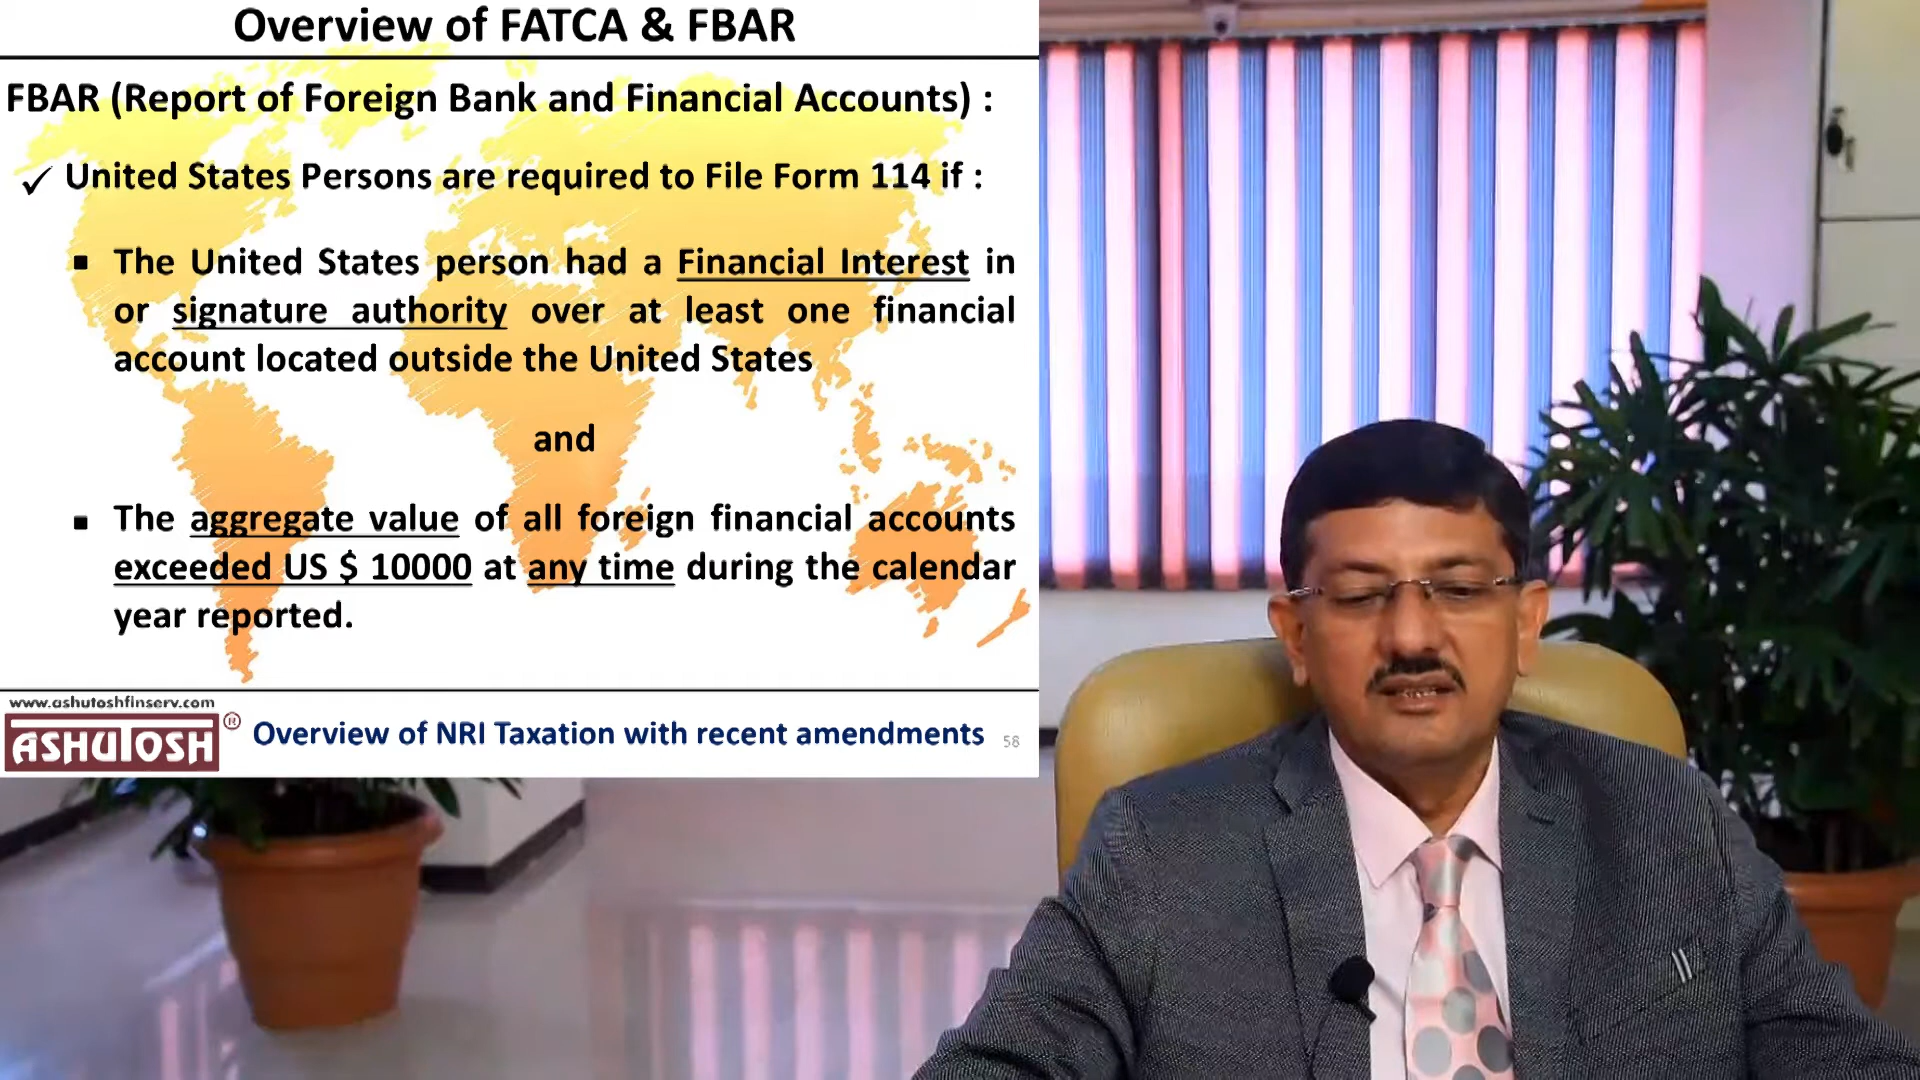 Overview of FATCA & FBAR
FBAR (Report of Foreign Bank and Financial Accounts) :
✓ United States Persons are required to File Form 114 if :
▪ The United States person had a Financial Interest in
or signature authority over at least one financial
account located outside the United States
and
▪ The aggregate value of all foreign financial accounts
exceeded US $ 10000 at any time during the calendar
year reported.
www.ashutoshfinserv.com
ASHUTOSH ®
Overview of NRI Taxation with recent amendments 58